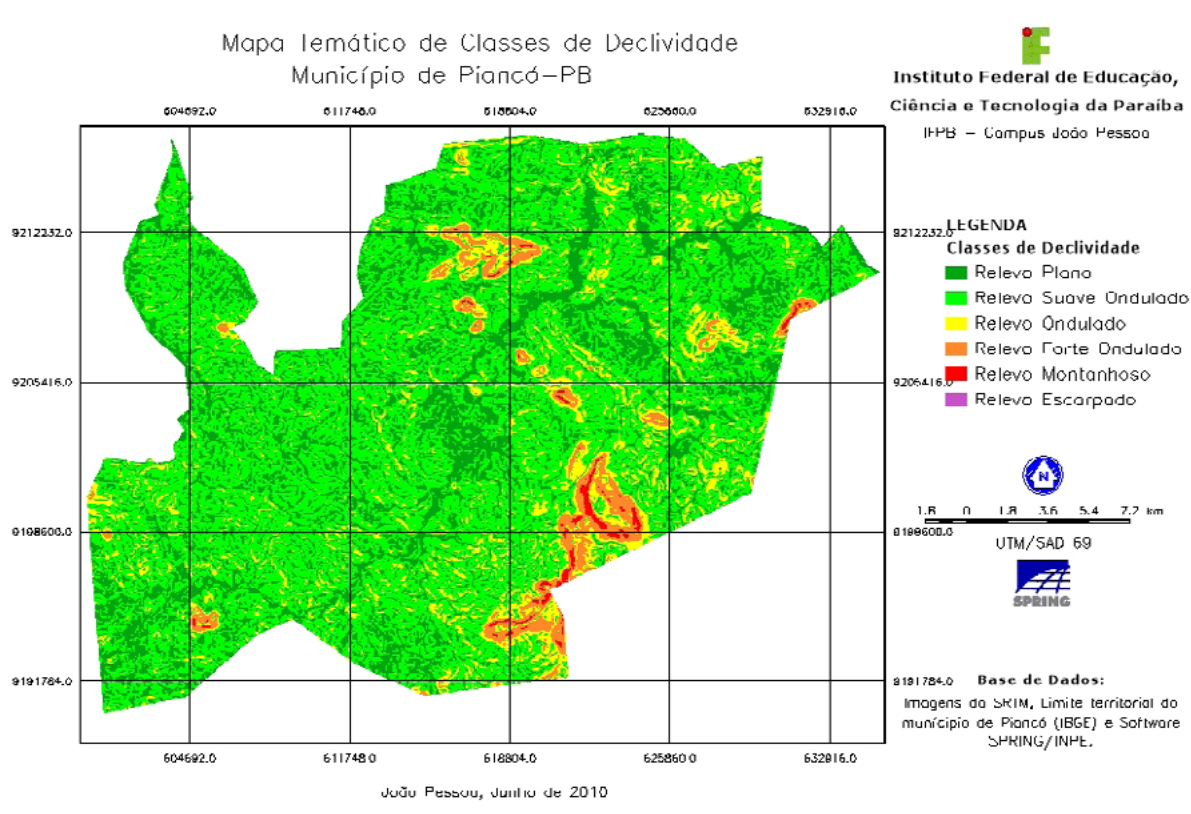 Mapa Temático de Classes de Declividade
Município de Piancó-PB
Instituto Federal de Educação,
Ciência e Tecnologia da Paraíba
IFPB - Campus João Pessoa
604692.0 611748.0 618804.0 625860.0 632916.0
9212232.0 9212232.0
LEGENDA
Classes de Declividade
Relevo Plano
Relevo Suave Ondulado
Relevo Ondulado
Relevo Forte Ondulado
Relevo Montanhoso
Relevo Escarpado
9205416.0 9205416.0
N
1.8 0 1.8 3.6 5.4 7.2 km
UTM/SAD 69
SPRING
9191784.0 9191784.0
Base de Dados:
Imagens da SRTM, Limite territorial do
munícipio de Piancó (IBGE) e Software
SPRING/INPE.
604692.0 611748.0 618804.0 625860.0 632916.0
João Pessoa, Junho de 2010